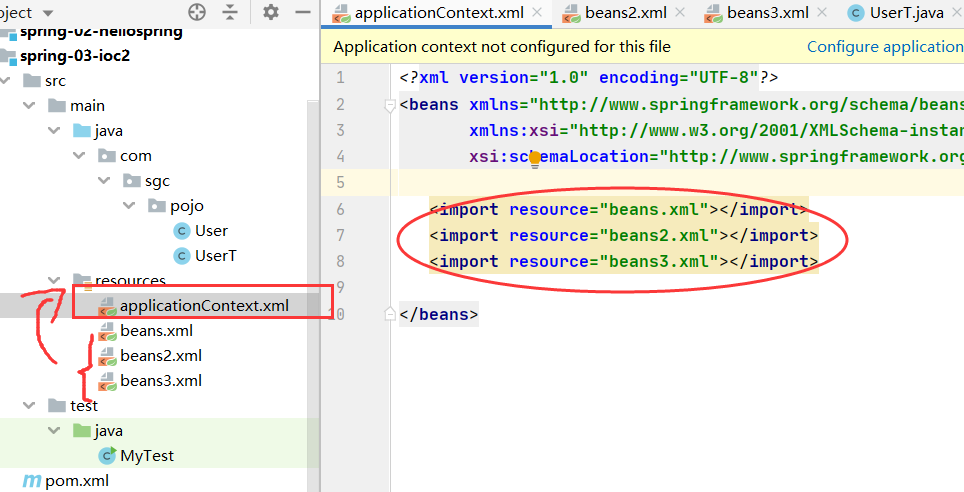 ject
spring-02-hellospring
spring-03-ioc2
src
main
java
com
sgc
pojo
User
UserT
resources
applicationContext.xml
beans.xml
beans2.xml
beans3.xml
test
java
MyTest
pom.xml
applicationContext.xml
beans2.xml
beans3.xml
UserT.java
Application context not configured for this file
Configure application
1 <?xml version="1.0" encoding="UTF-8"?>
2 <beans xmlns="http://www.springframework.org/schema/beans
3 xmlns:xsi="http://www.w3.org/2001/XMLSchema-instan
4 xsi:schemaLocation="http://www.springframework.org
5
6 <import resource="beans.xml"></import>
7 <import resource="beans2.xml"></import>
8 <import resource="beans3.xml"></import>
9
10 </beans>